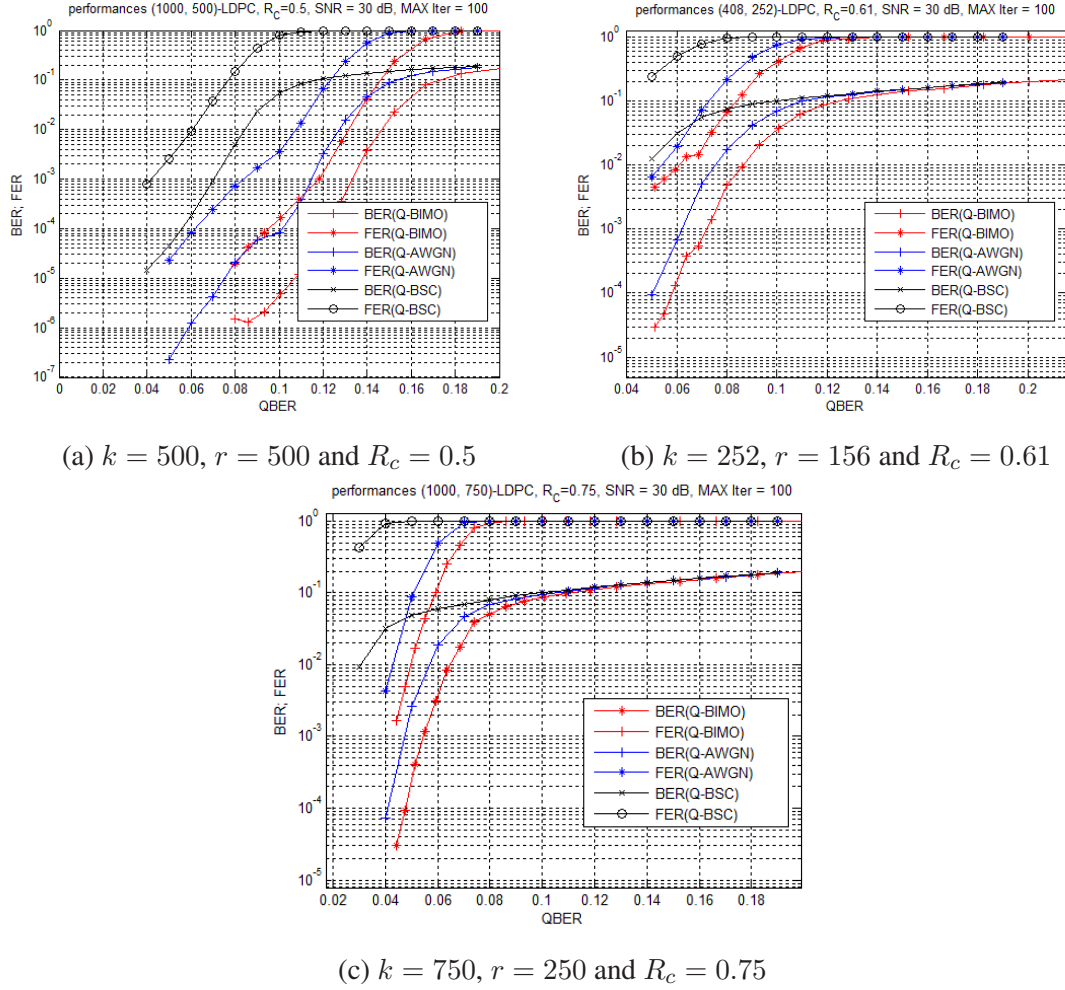 performances (1000, 500)-LDPC, R_C=0.5, SNR = 30 dB, MAX Iter = 100
BER; FER
10^0
10^-1
10^-2
10^-3
10^-4
10^-5
10^-6
10^-7
BER(Q-BIMO)
FER(Q-BIMO)
BER(Q-AWGN)
FER(Q-AWGN)
BER(Q-BSC)
FER(Q-BSC)
0 0.02 0.04 0.06 0.08 0.1 0.12 0.14 0.16 0.18 0.2
QBER
(a) k = 500, r = 500 and R_c = 0.5
performances (408, 252)-LDPC, R_C=0.61, SNR = 30 dB, MAX Iter = 100
BER; FER
10^0
10^-1
10^-2
10^-3
10^-4
10^-5
BER(Q-BIMO)
FER(Q-BIMO)
BER(Q-AWGN)
FER(Q-AWGN)
BER(Q-BSC)
FER(Q-BSC)
0.04 0.06 0.08 0.1 0.12 0.14 0.16 0.18 0.2
QBER
(b) k = 252, r = 156 and R_c = 0.61
performances (1000, 750)-LDPC, R_C=0.75, SNR = 30 dB, MAX Iter = 100
BER; FER
10^0
10^-1
10^-2
10^-3
10^-4
10^-5
BER(Q-BIMO)
FER(Q-BIMO)
BER(Q-AWGN)
FER(Q-AWGN)
BER(Q-BSC)
FER(Q-BSC)
0.02 0.04 0.06 0.08 0.1 0.12 0.14 0.16 0.18
QBER
(c) k = 750, r = 250 and R_c = 0.75